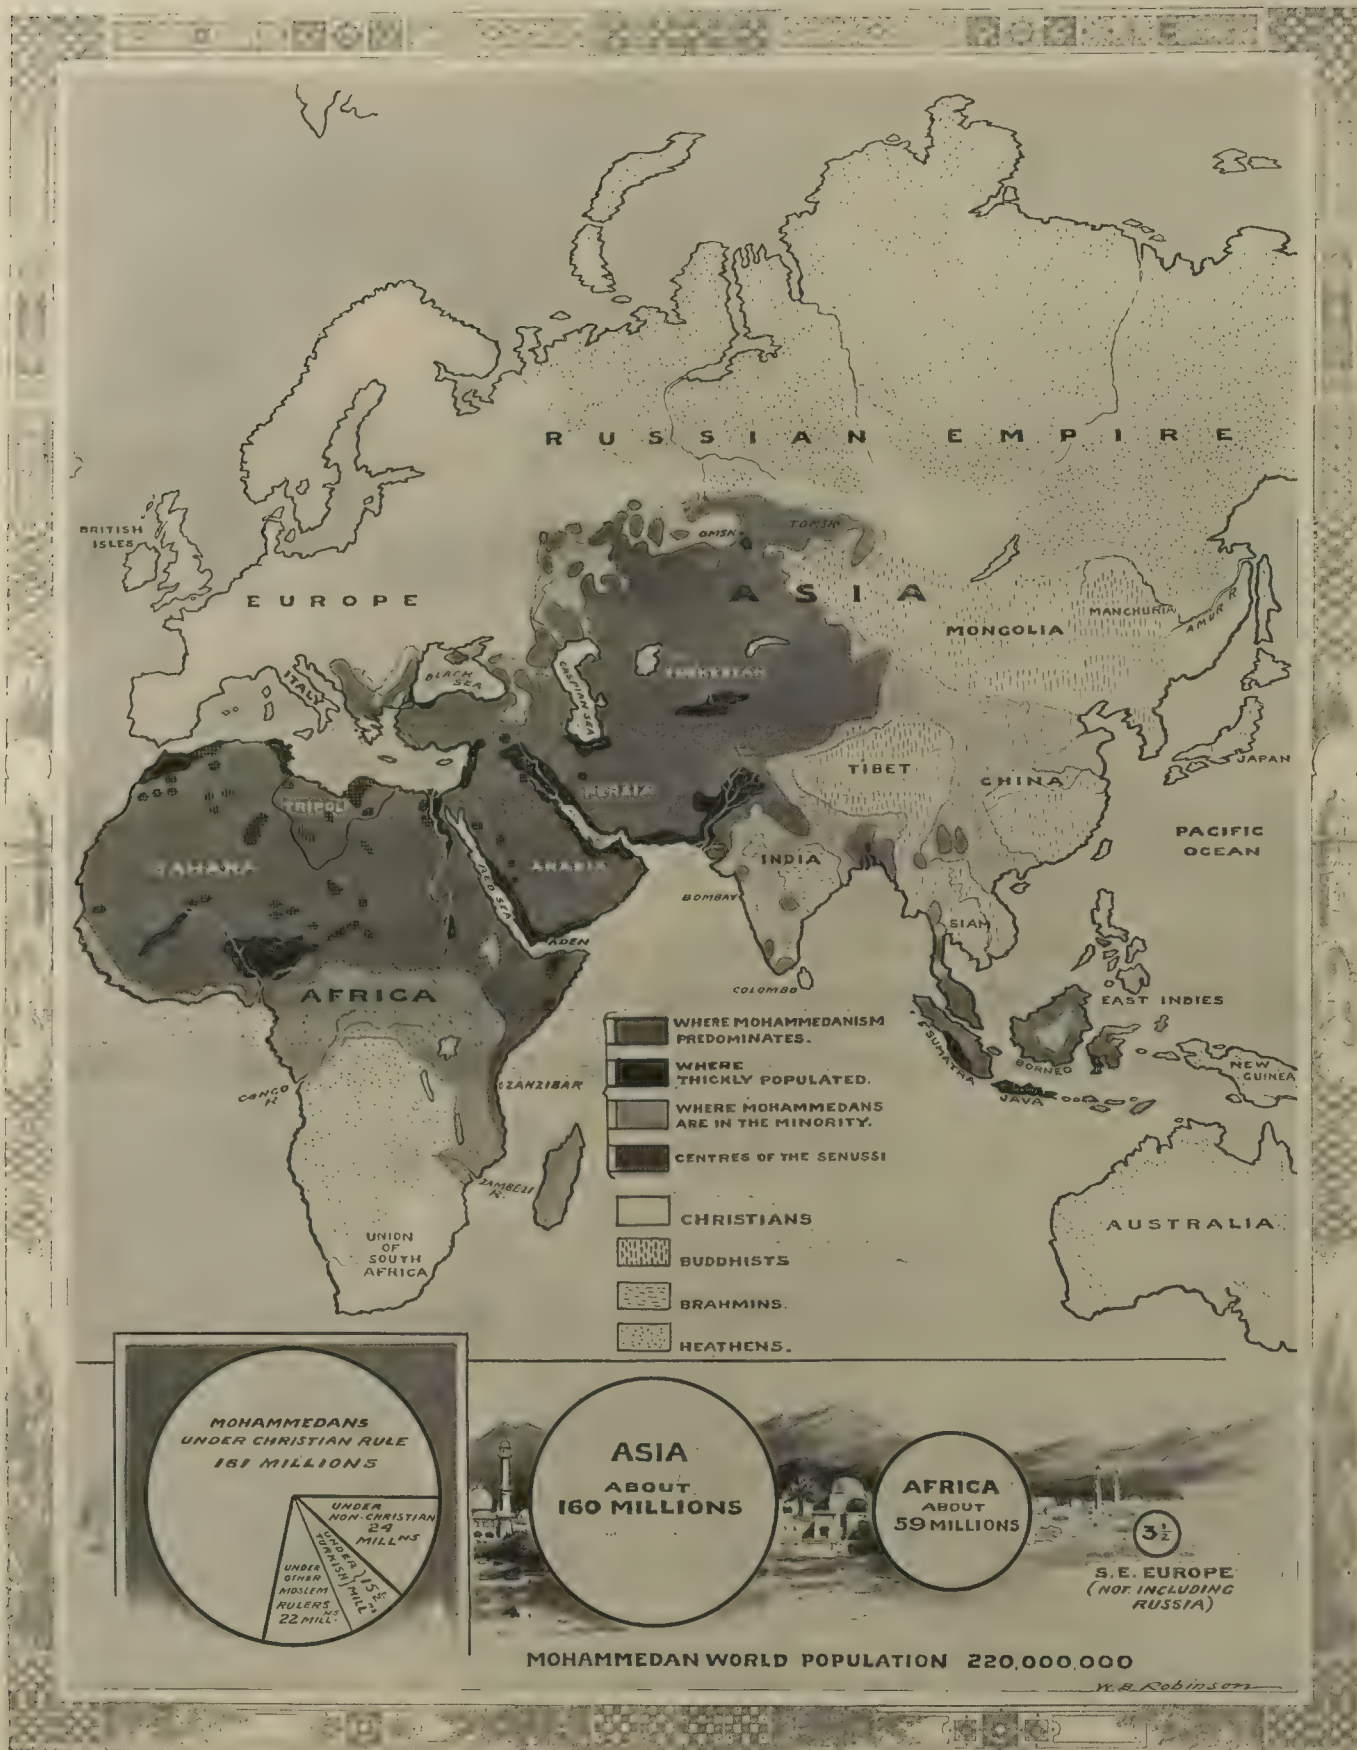 RUSSIAN EMPIRE
BRITISH
ISLES
OMSK
TOMSK
ASIA
EUROPE
MANCHURIA
AMUR R
MONGOLIA
ITALY
BLACK
SEA
CASPIAN SEA
TURKESTAN
TIBET
CHINA
JAPAN
PERSIA
TRIPOLI
PACIFIC
OCEAN
SAHARA
ARABIA
INDIA
RED SEA
BOMBAY
SIAM
ADEN
COLOMBO
AFRICA
EAST INDIES
SUMATRA
BORNEO
NEW
GUINEA
JAVA
CONGO
R
ZANZIBAR
ZAMBEZI
R.
UNION
OF
SOUTH
AFRICA
AUSTRALIA
WHERE MOHAMMEDANISM
PREDOMINATES.
WHERE
THICKLY POPULATED.
WHERE MOHAMMEDANS
ARE IN THE MINORITY.
CENTRES OF THE SENUSSI
CHRISTIANS
BUDDHISTS
BRAHMINS.
HEATHENS.
MOHAMMEDANS
UNDER CHRISTIAN RULE
161 MILLIONS
UNDER
NON-CHRISTIAN
24
MILLNS
UNDER
TURKISH
15½
MILLNS
UNDER
OTHER
MOSLEM
RULERS
22 MILLNS.
ASIA
ABOUT
160 MILLIONS
AFRICA
ABOUT
59 MILLIONS
3½
S.E. EUROPE
(NOT INCLUDING
RUSSIA)
MOHAMMEDAN WORLD POPULATION 220,000,000
W.B. Robinson